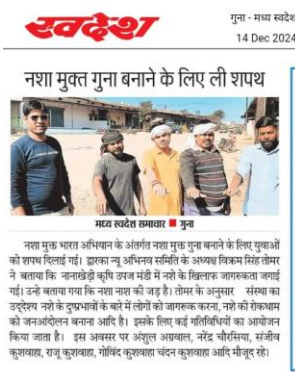 स्वदेश
गुना - मध्य स्वदेश
14 Dec 2024
नशा मुक्त गुना बनाने के लिए ली शपथ
मध्य स्वदेश समाचार ■ गुना
नशा मुक्त भारत अभियान के अंतर्गत नशा मुक्त गुना बनाने के लिए युवाओं
को शपथ दिलाई गई। द्वारका न्यू अभिनव समिति के अध्यक्ष विक्रम सिंह तोमर
ने बताया कि नानाखेड़ी कृषि उपज मंडी में नशे के खिलाफ जागरूकता जगाई
गई। उन्हे बताया गया कि नशा नाश की जड़ है। तोमर के अनुसार संस्था का
उद्देश्य नशे के दुष्प्रभावों के बारे में लोगों को जागरूक करना, नशे की रोकथाम
को जनआंदोलन बनाना आदि है। इसके लिए कई गतिविधियों का आयोजन
किया जाता है। इस अवसर पर अंशुल अग्रवाल, नरेंद्र चौरसिया, संजीव
कुशवाहा, राजू कुशवाहा, गोविंद कुशवाहा चंदन कुशवाहा आदि मौजूद रहे।